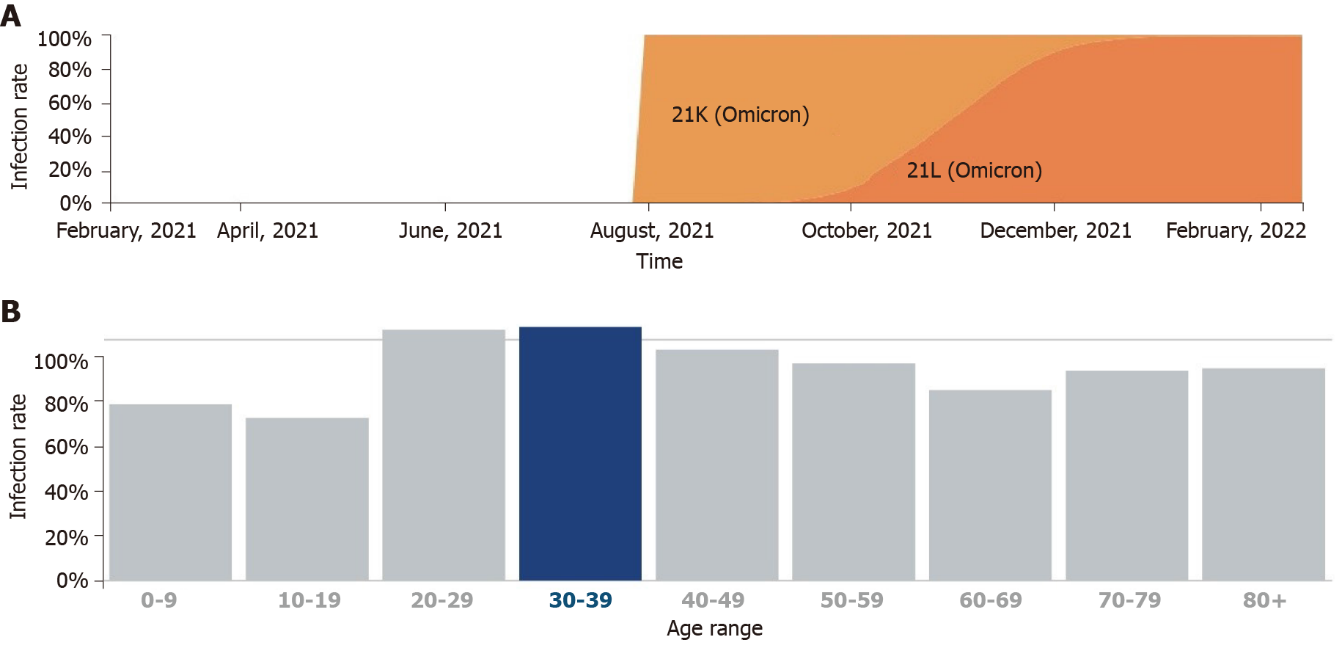 A
Infection rate
100%
80%
60%
40%
20%
0%
21K (Omicron)
21L (Omicron)
February, 2021 April, 2021 June, 2021 August, 2021 October, 2021 December, 2021 February, 2022
Time
B
Infection rate
100%
80%
60%
40%
20%
0%
0-9 10-19 20-29 30-39 40-49 50-59 60-69 70-79 80+
Age range